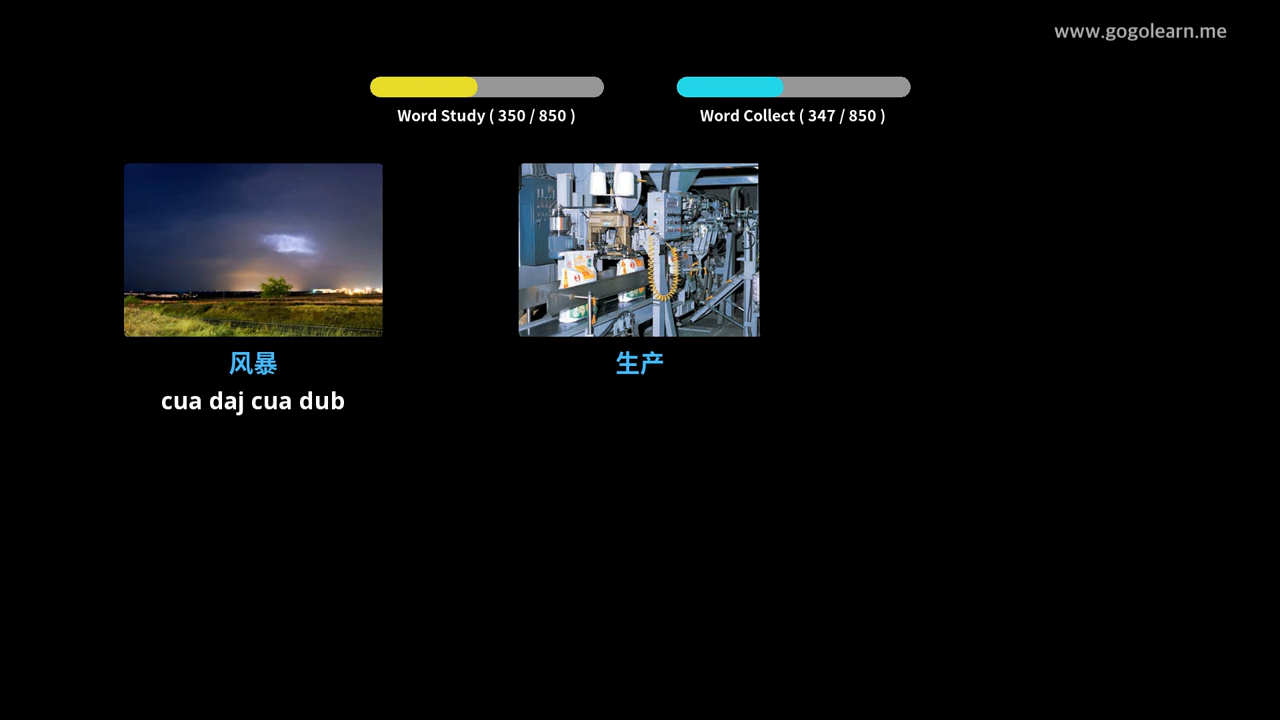 www.gogolearn.me
Word Study ( 350 / 850 )
Word Collect ( 347 / 850 )
风暴
cua daj cua dub
生产